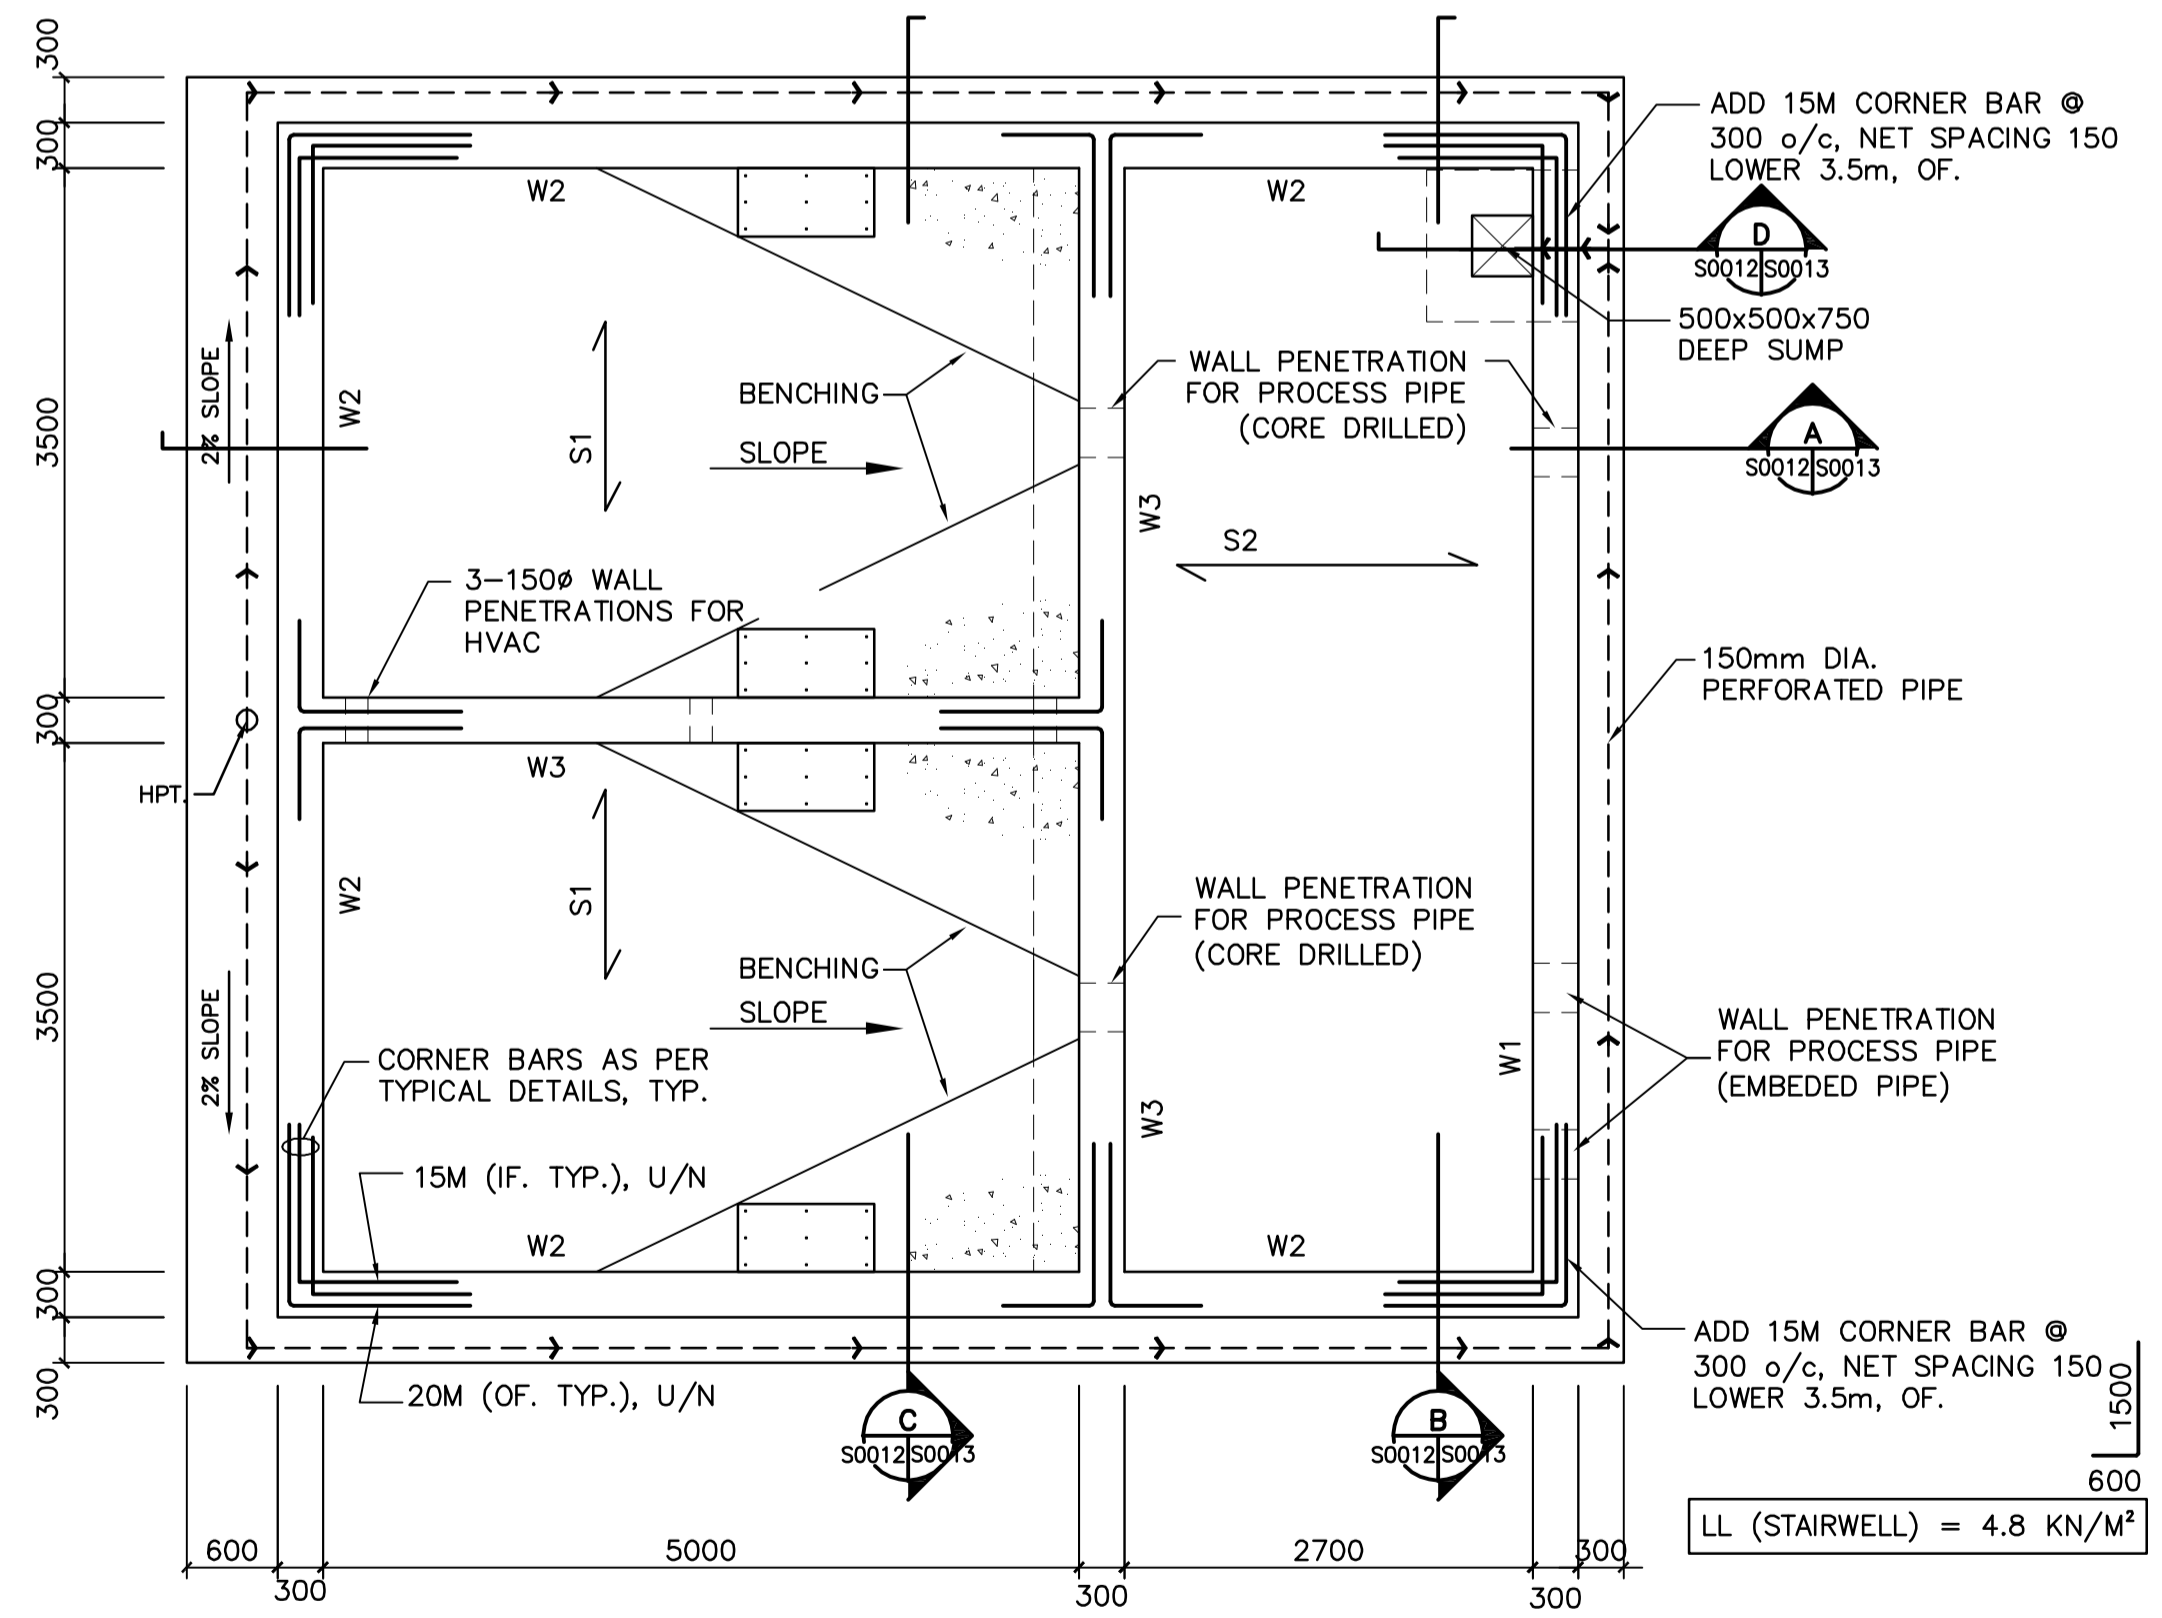 300
300
3500
300
3500
300
300
ADD 15M CORNER BAR @
300 o/c, NET SPACING 150
LOWER 3.5m, OF.
W2
W2
D
S0012 S0013
500x500x750
DEEP SUMP
2% SLOPE
W2
S1
BENCHING
SLOPE
WALL PENETRATION
FOR PROCESS PIPE
(CORE DRILLED)
A
S0012 S0013
W3
S2
3-150ø WALL
PENETRATIONS FOR
HVAC
150mm DIA.
PERFORATED PIPE
HPT.
W3
W2
S1
WALL PENETRATION
FOR PROCESS PIPE
(CORE DRILLED)
BENCHING
SLOPE
2% SLOPE
CORNER BARS AS PER
TYPICAL DETAILS, TYP.
W3
W1
WALL PENETRATION
FOR PROCESS PIPE
(EMBEDED PIPE)
15M (IF. TYP.), U/N
W2
W2
20M (OF. TYP.), U/N
C
S0012 S0013
B
S0012 S0013
ADD 15M CORNER BAR @
300 o/c, NET SPACING 150
LOWER 3.5m, OF.
1500
600
LL (STAIRWELL) = 4.8 KN/M²
600
300
5000
300
2700
300
300